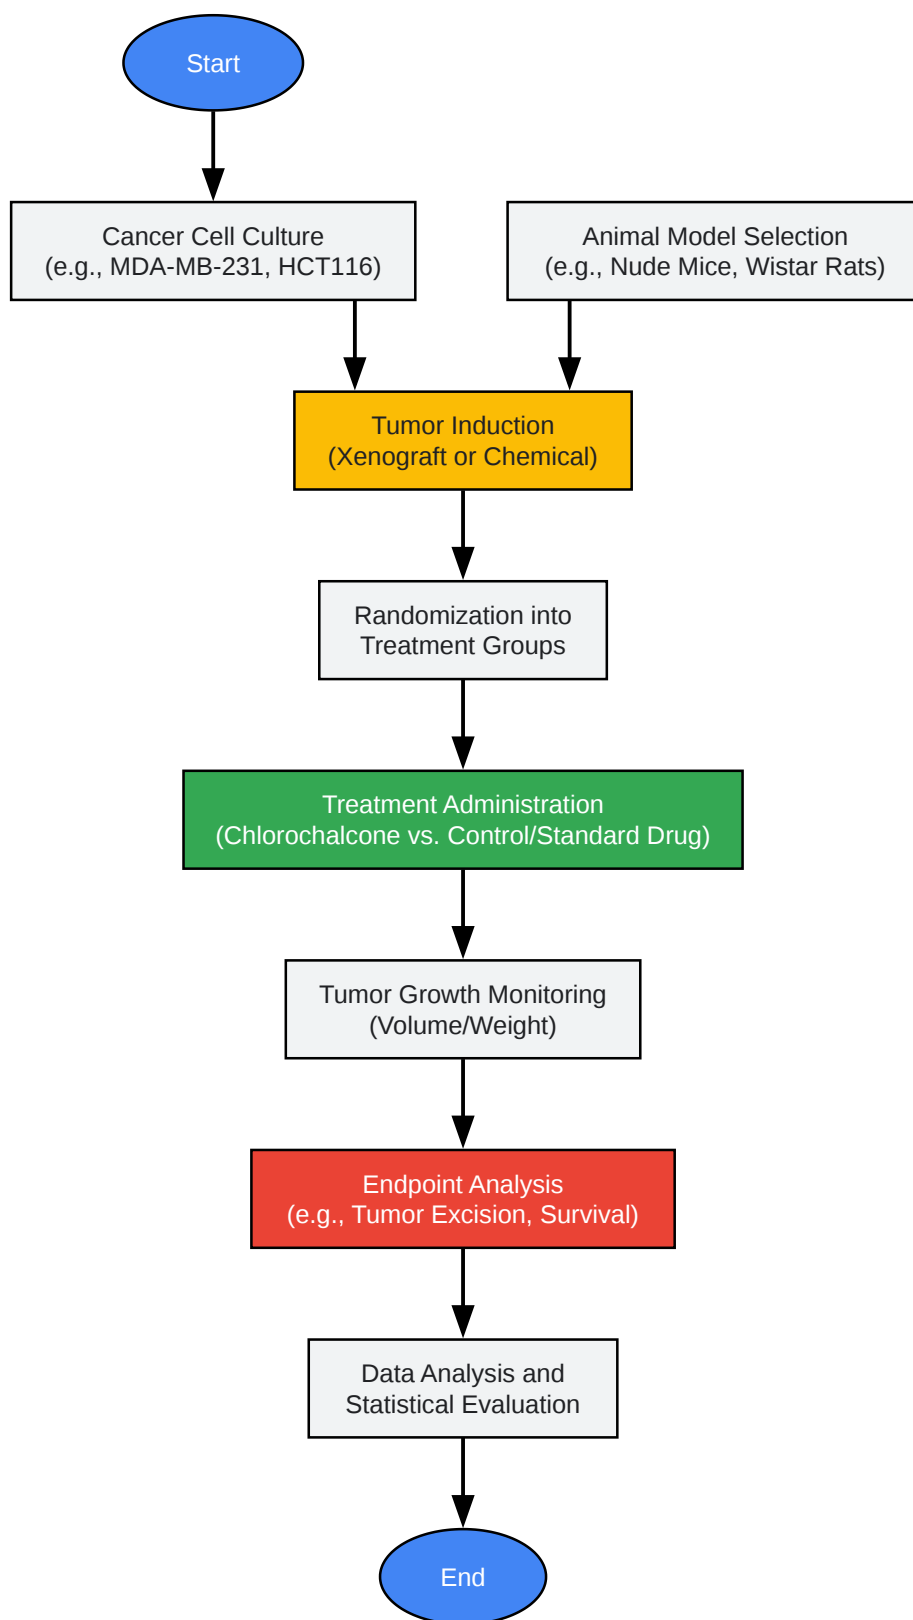 Start
Cancer Cell Culture
(e.g., MDA-MB-231, HCT116)
Animal Model Selection
(e.g., Nude Mice, Wistar Rats)
Tumor Induction
(Xenograft or Chemical)
Randomization into
Treatment Groups
Treatment Administration
(Chlorochalcone vs. Control/Standard Drug)
Tumor Growth Monitoring
(Volume/Weight)
Endpoint Analysis
(e.g., Tumor Excision, Survival)
Data Analysis and
Statistical Evaluation
End